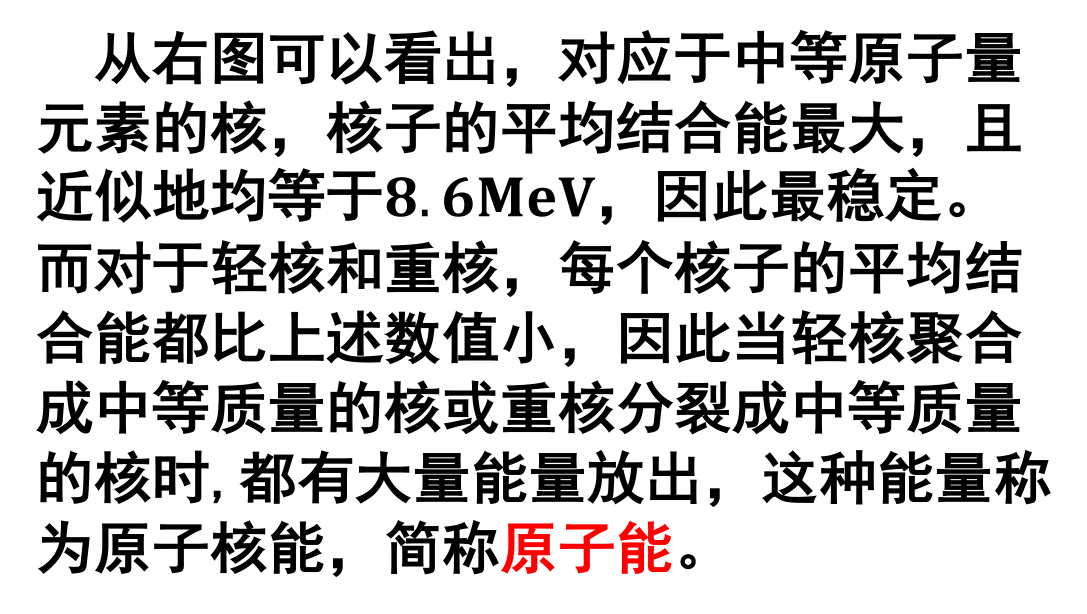 从右图可以看出，对应于中等原子量
元素的核，核子的平均结合能最大，且
近似地均等于8.6MeV，因此最稳定。
而对于轻核和重核，每个核子的平均结
合能都比上述数值小，因此当轻核聚合
成中等质量的核或重核分裂成中等质量
的核时,都有大量能量放出，这种能量称
为原子核能，简称原子能。